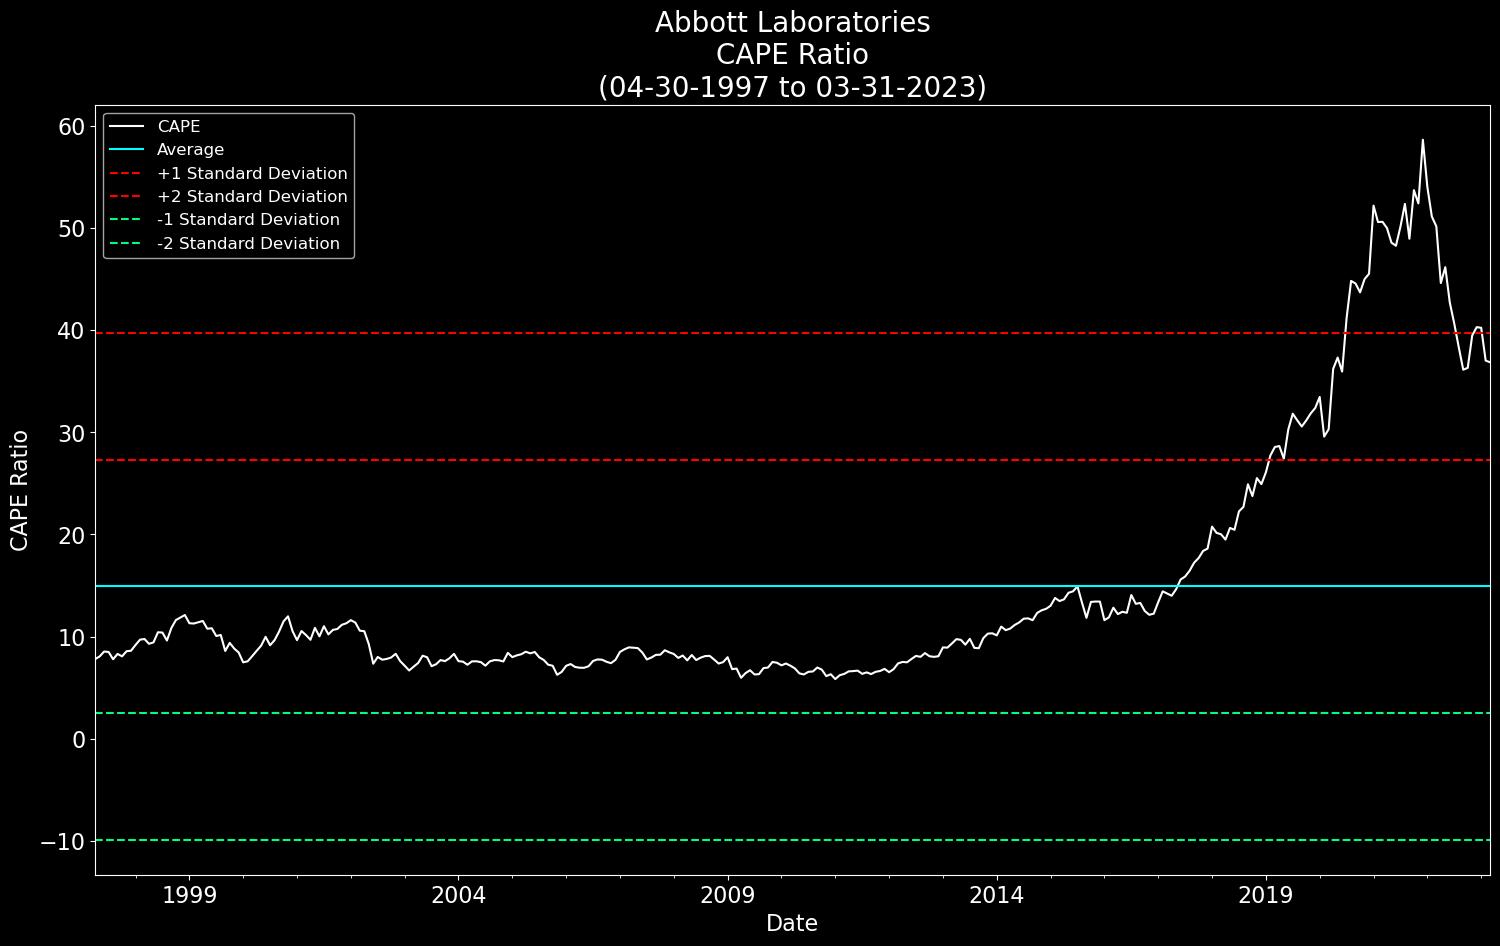 Abbott Laboratories
CAPE Ratio
(04-30-1997 to 03-31-2023)
CAPE
Average
+1 Standard Deviation
+2 Standard Deviation
-1 Standard Deviation
-2 Standard Deviation
60
50
40
30
20
10
0
−10
CAPE Ratio
1999
2004
2009
2014
2019
Date